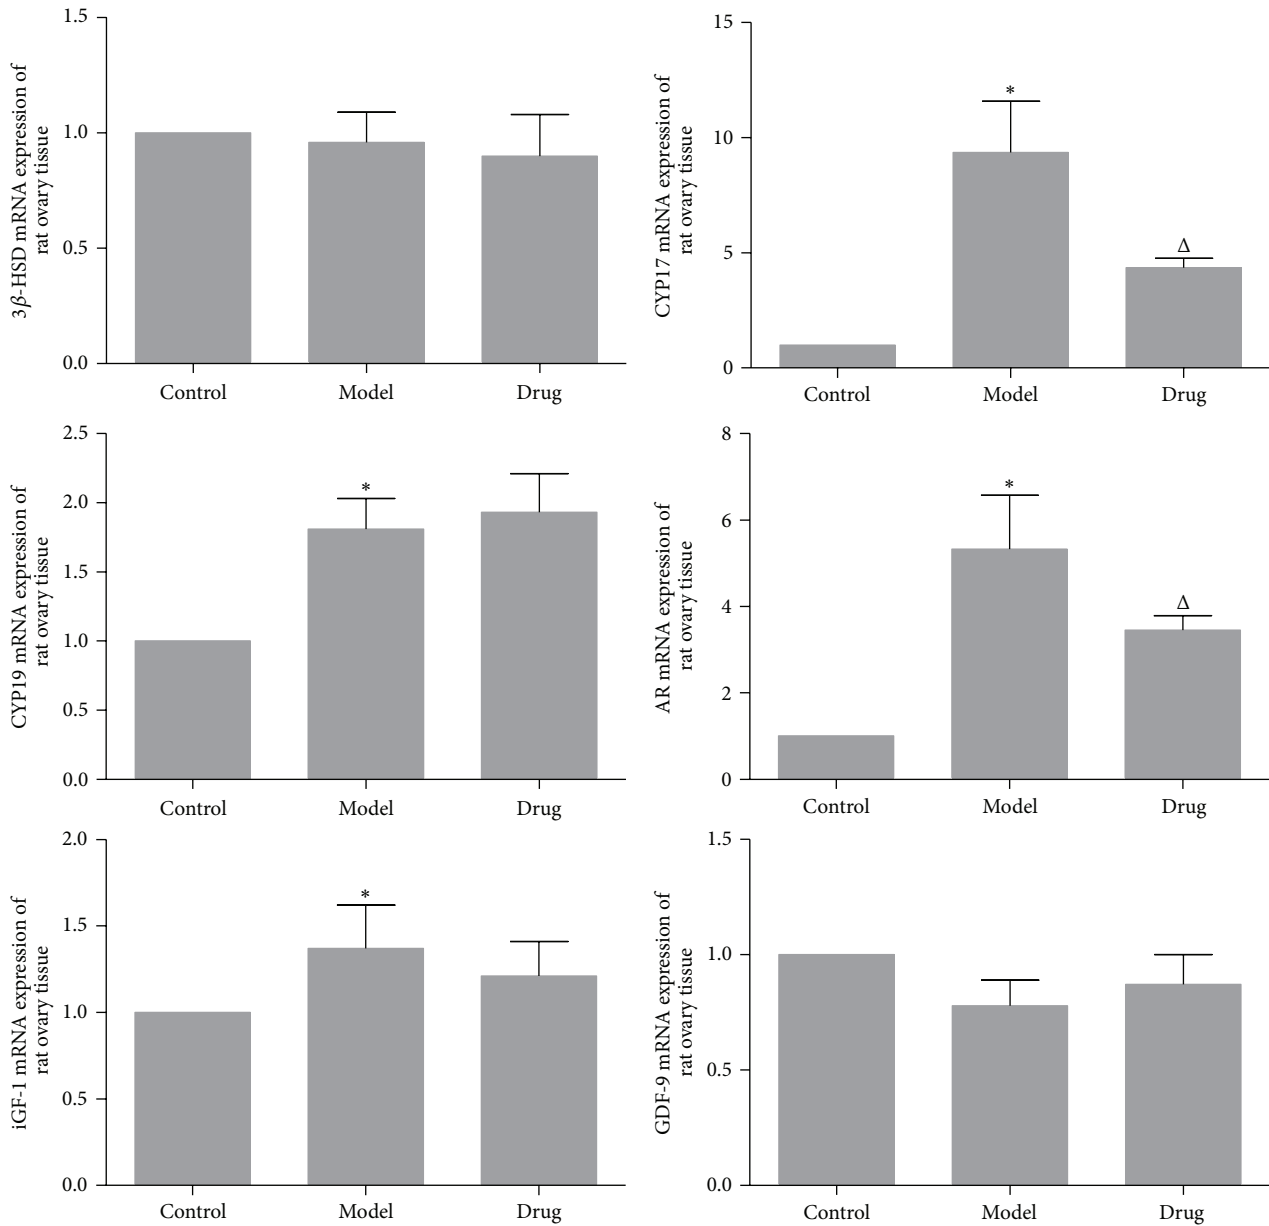 3β-HSD mRNA expression of
rat ovary tissue
1.5
1.0
0.5
0.0
Control Model Drug
CYP17 mRNA expression of
rat ovary tissue
15
10
5
0
*
Δ
Control Model Drug
CYP19 mRNA expression of
rat ovary tissue
2.5
2.0
1.5
1.0
0.5
0.0
*
Control Model Drug
AR mRNA expression of
rat ovary tissue
8
6
4
2
0
*
Δ
Control Model Drug
iGF-1 mRNA expression of
rat ovary tissue
2.0
1.5
1.0
0.5
0.0
*
Control Model Drug
GDF-9 mRNA expression of
rat ovary tissue
1.5
1.0
0.5
0.0
Control Model Drug